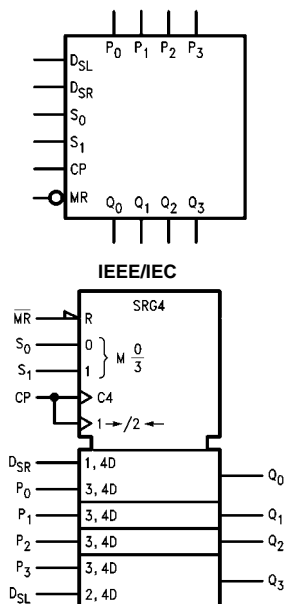 P0 P1 P2 P3
DSL
DSR
S0
S1
CP
MR
Q0 Q1 Q2 Q3
IEEE/IEC
SRG4
M̅R̅ R
S0 0
S1 1
M 0/3
CP C4
1 →/2 ←
DSR 1, 4D
Q0
P0 3, 4D
P1 3, 4D Q1
P2 3, 4D Q2
P3 3, 4D
Q3
DSL 2, 4D